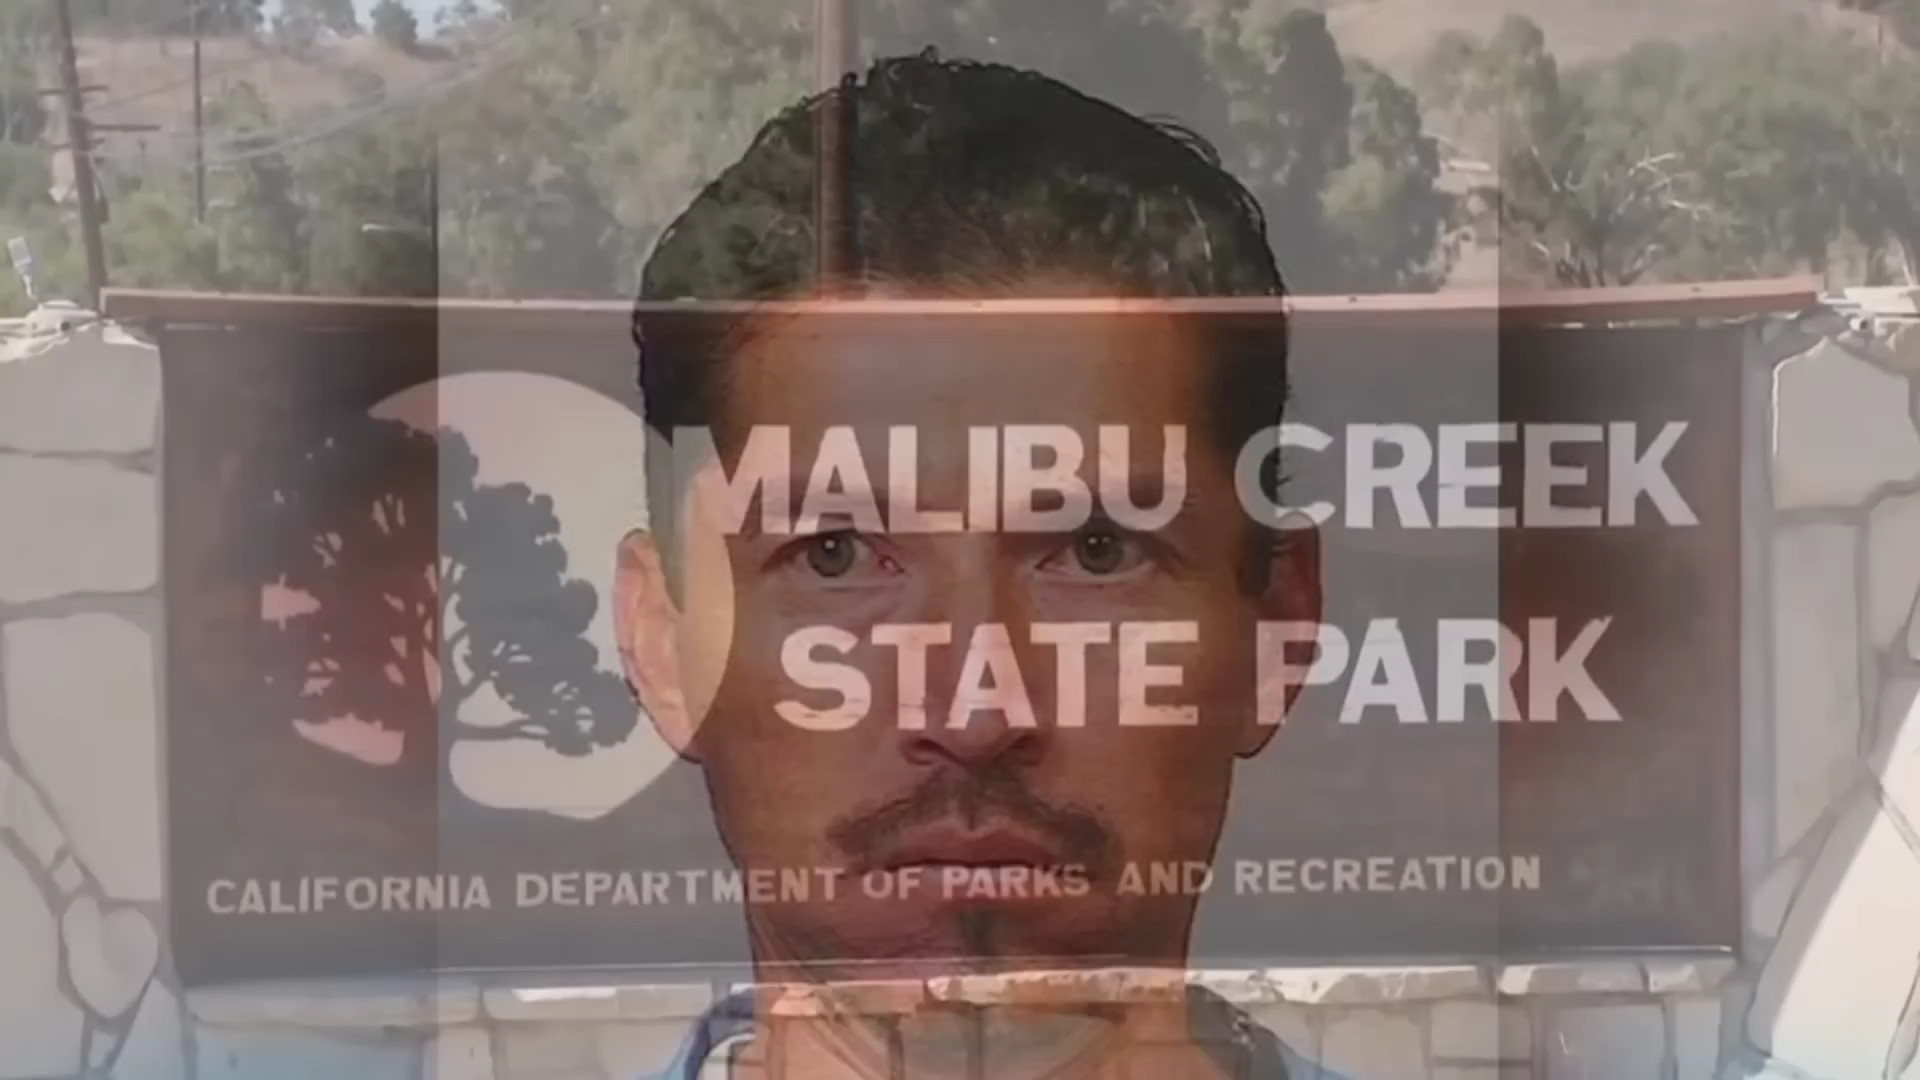 MALIBU CREEK
STATE PARK
CALIFORNIA DEPARTMENT OF PARKS AND RECREATION